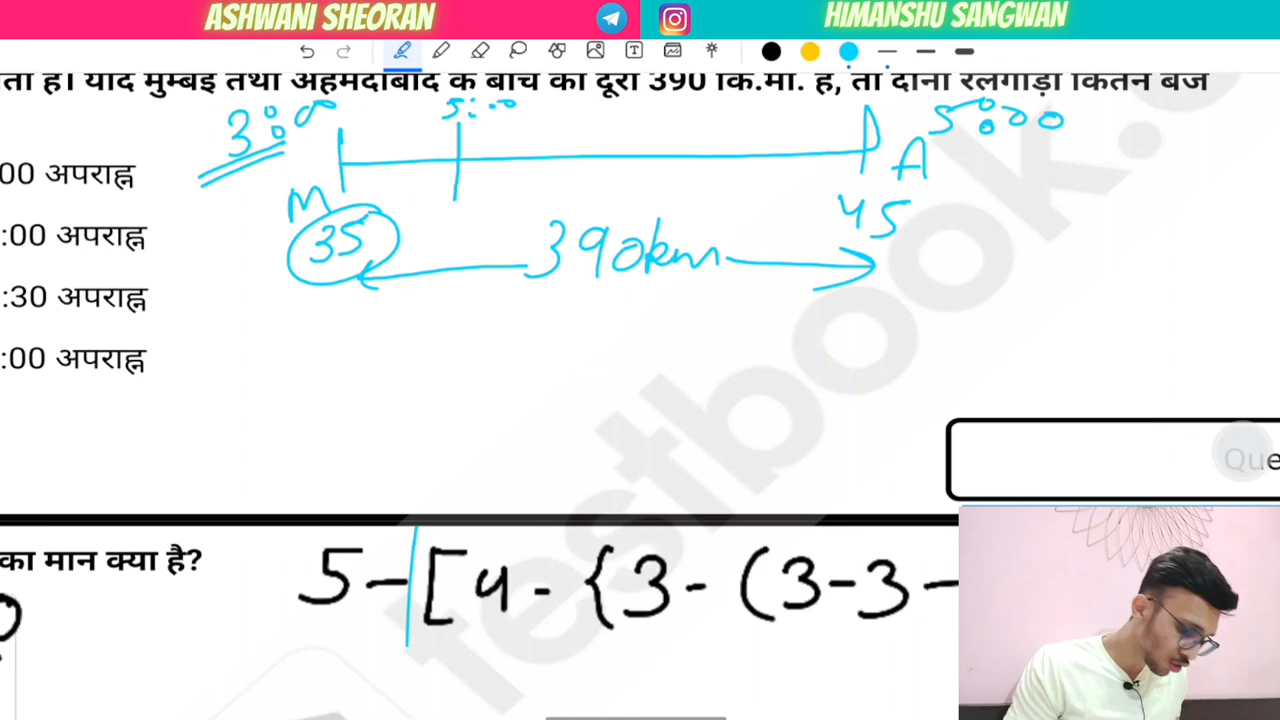 ASHWANI SHEORAN
HIMANSHU SANGWAN
मुम्बई तथा अहमदाबाद के बीच की दूरी 390 कि.मी. है, तो दोनों रेलगाड़ी कितने बजे
3:00
5:00
A 5:00
00 अपराह्न
M
35
45
390km
:00 अपराह्न
:30 अपराह्न
:00 अपराह्न
Que
का मान क्या है?
5-[4-{3-(3-3-
testbook.